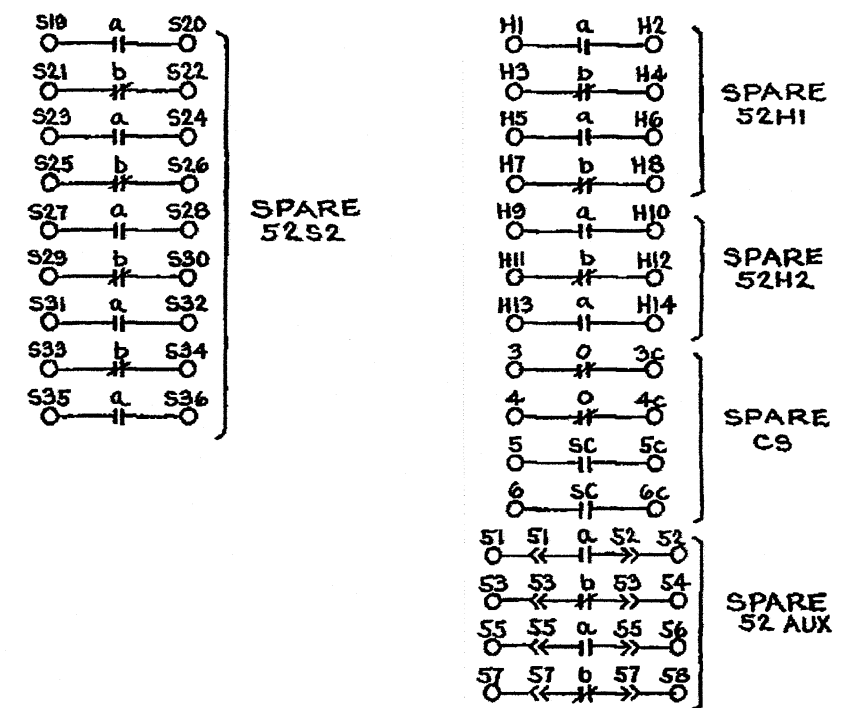 S19 a S20
S21 b S22
S23 a S24
S25 b S26
S27 a S28
S29 b S30
S31 a S32
S33 b S34
S35 a S36
SPARE
52S2
H1 a H2
H3 b H4
H5 a H6
H7 b H8
SPARE
52H1
H9 a H10
H11 b H12
H13 a H14
SPARE
52H2
3 O 3C
4 O 4C
5 SC 5C
6 SC 6C
SPARE
CS
51 51 a 52 52
53 53 b 53 54
55 55 a 55 56
57 57 b 57 58
SPARE
52 AUX